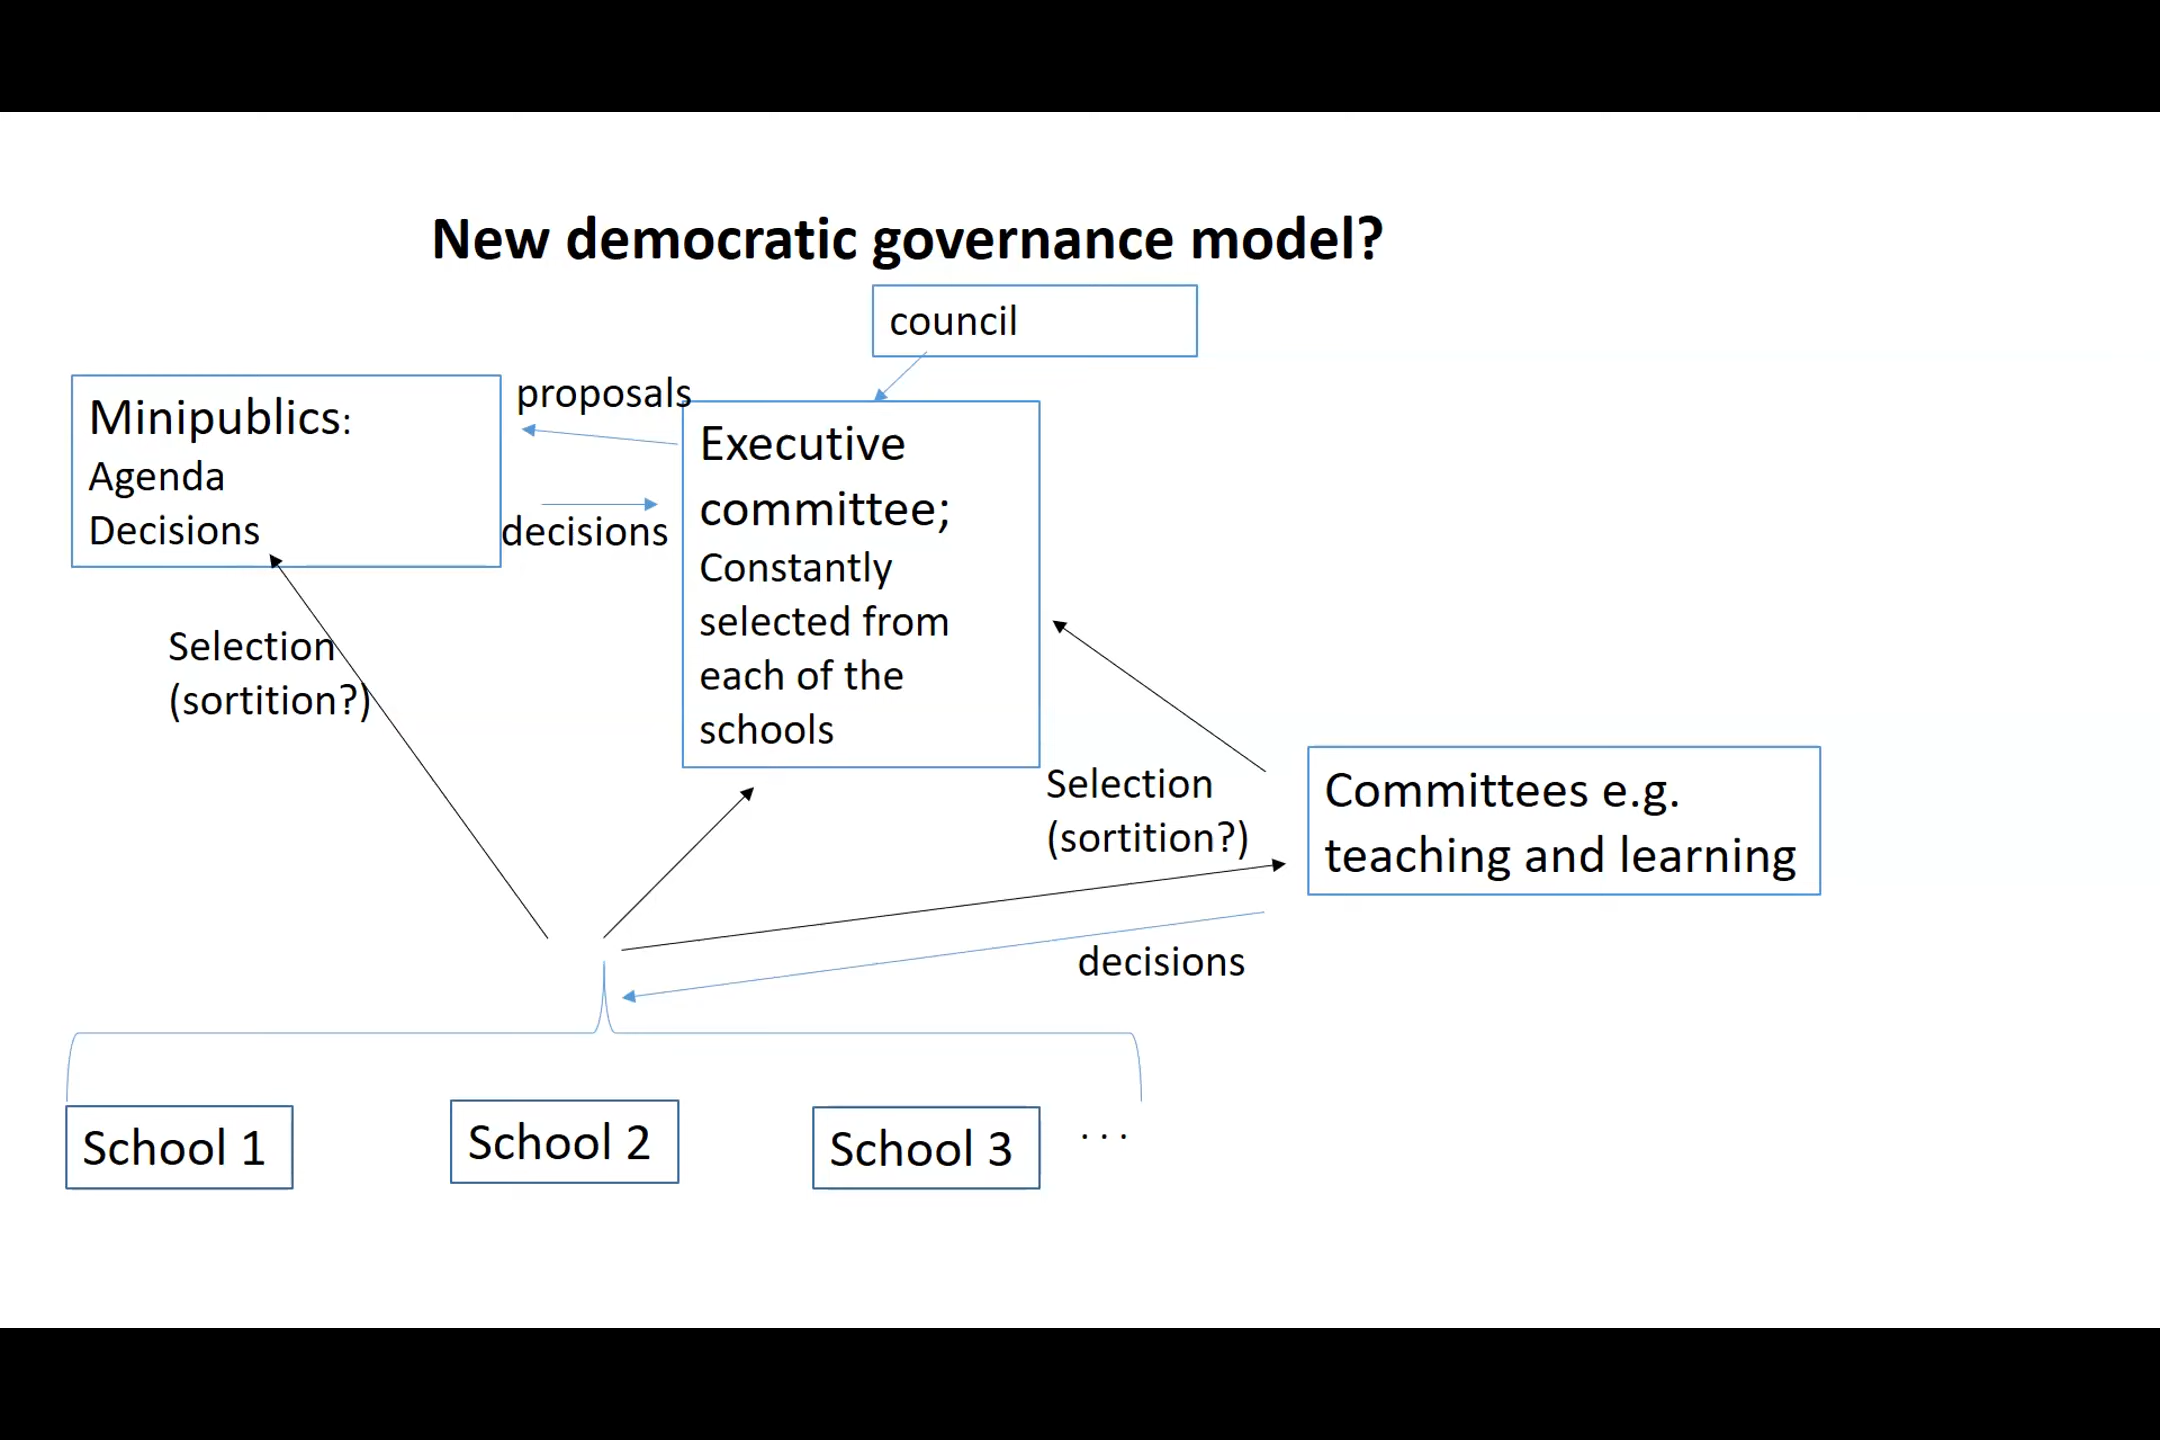 New democratic governance model?
council
Minipublics:
Agenda
Decisions
proposals
decisions
Executive
committee;
Constantly
selected from
each of the
schools
Selection
(sortition?)
Selection
(sortition?)
Committees e.g.
teaching and learning
decisions
School 1
School 2
School 3
...